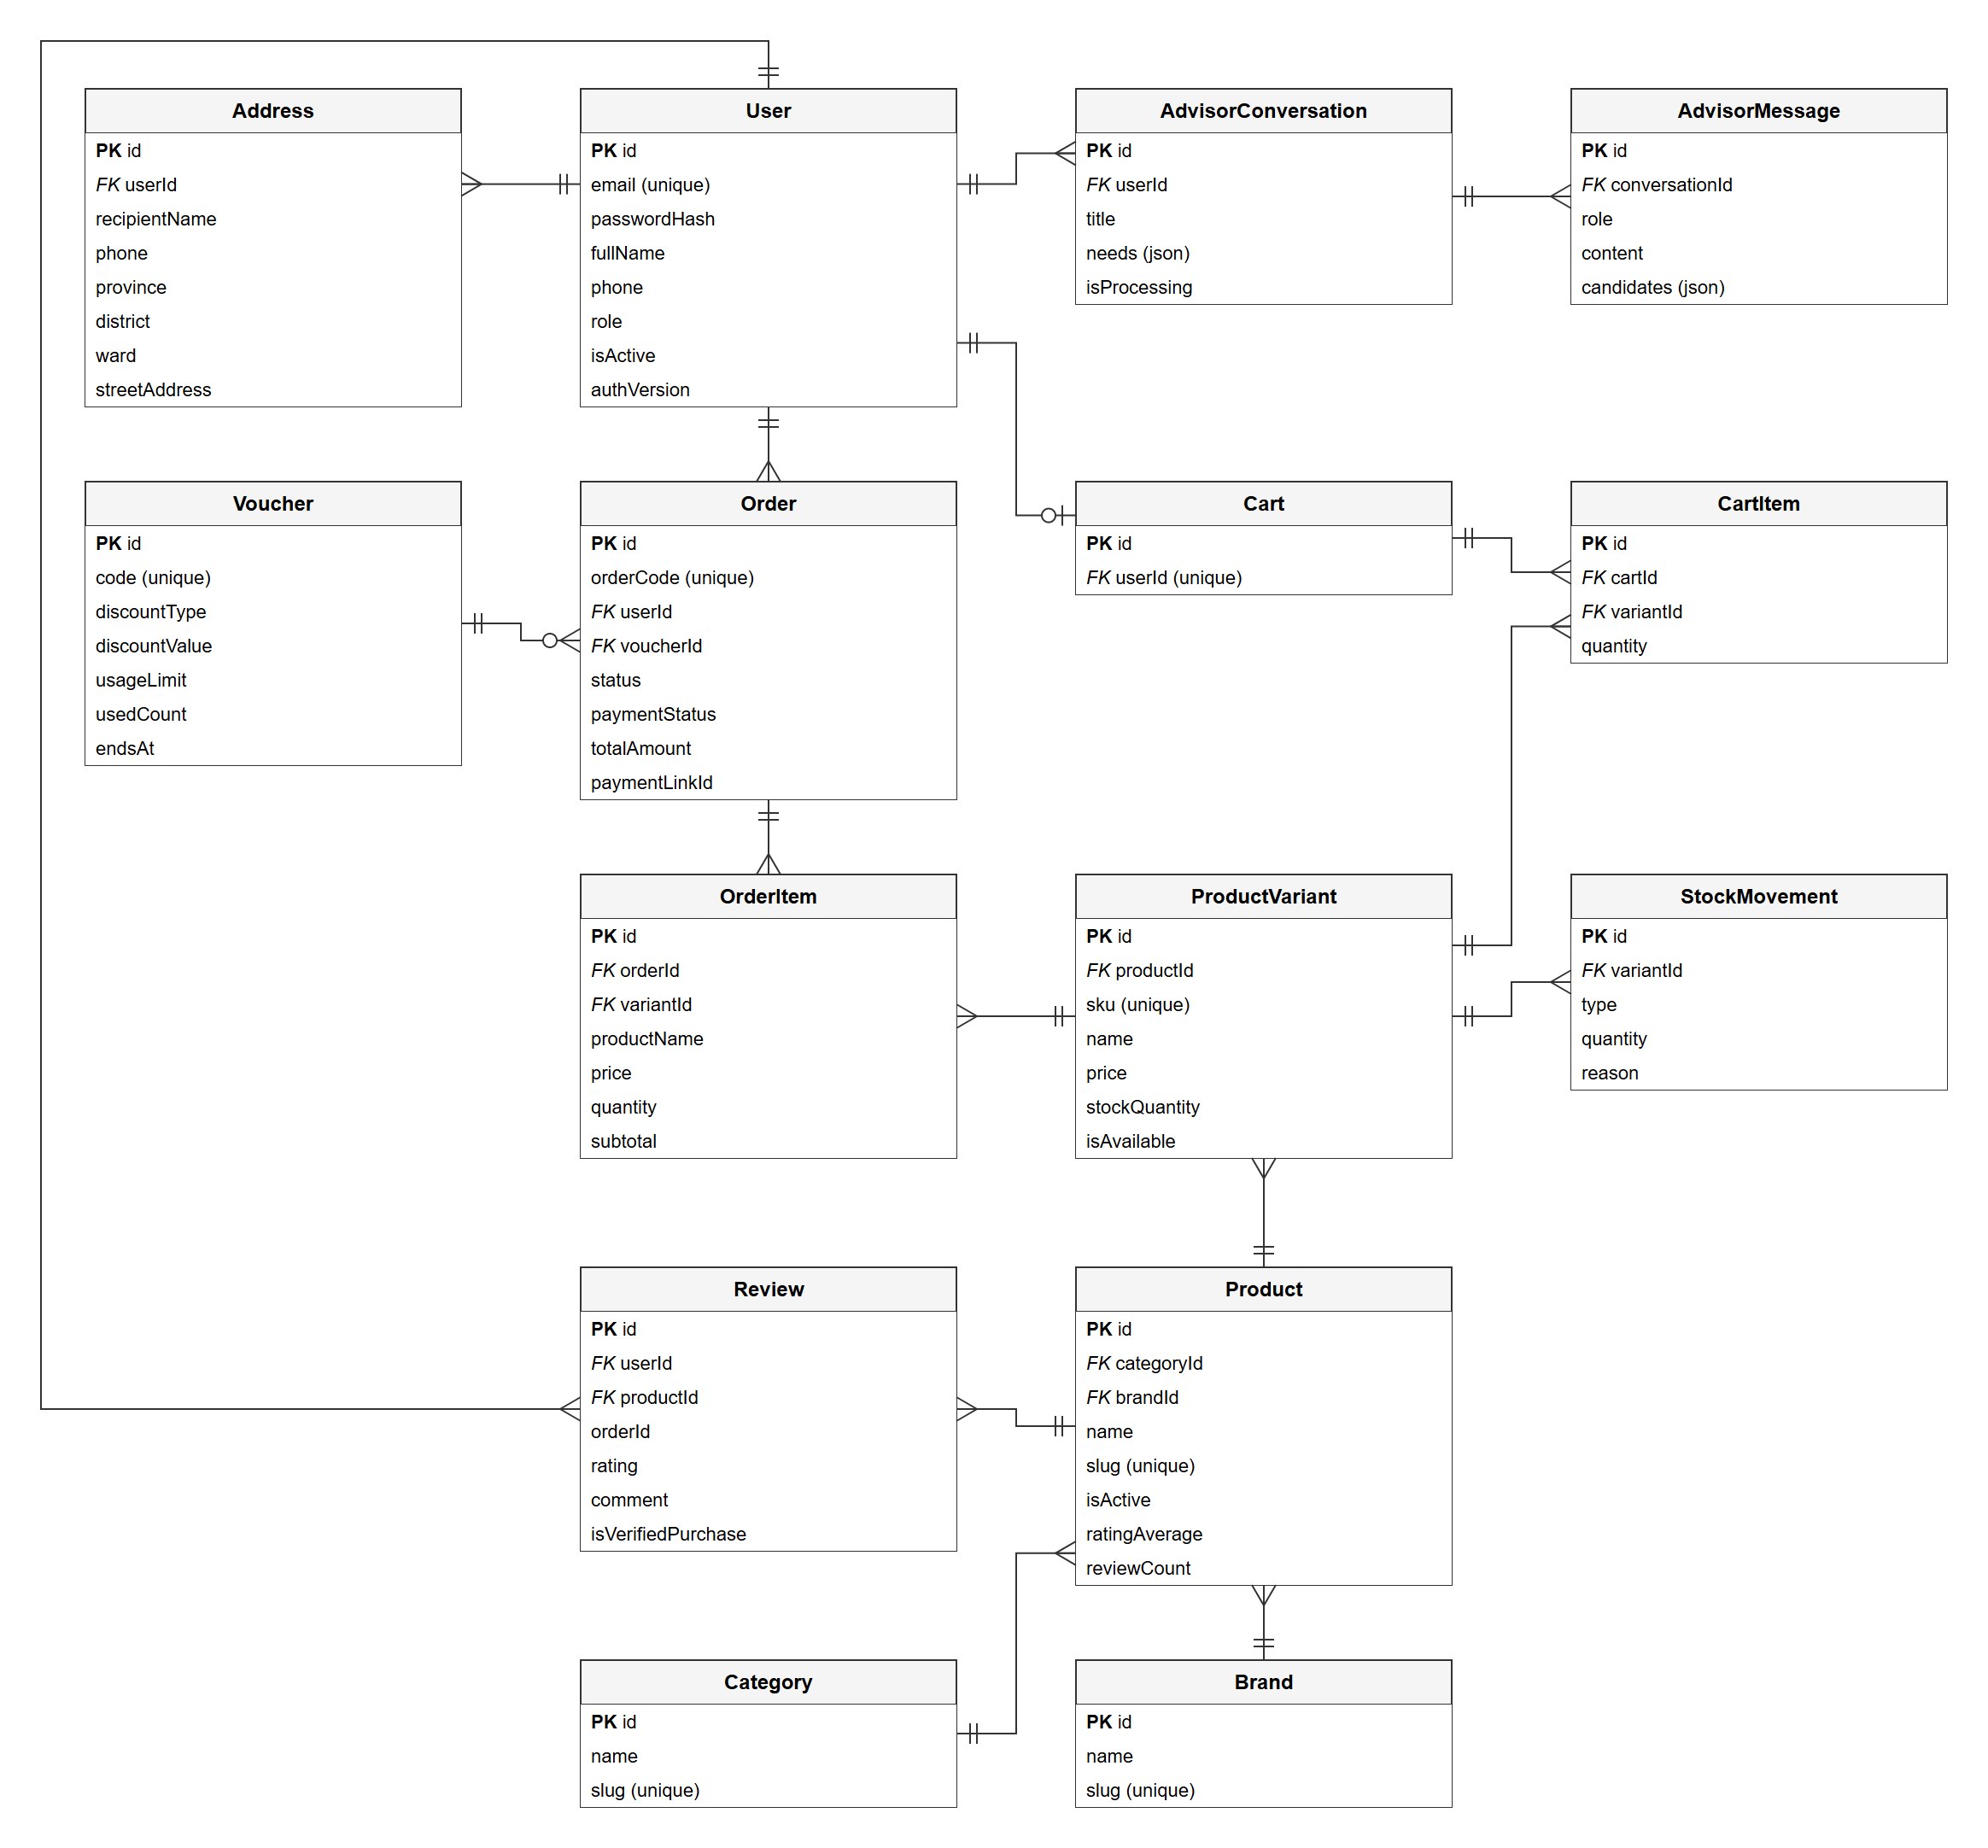 Address
PK id
FK userId
recipientName
phone
province
district
ward
streetAddress
User
PK id
email (unique)
passwordHash
fullName
phone
role
isActive
authVersion
AdvisorConversation
PK id
FK userId
title
needs (json)
isProcessing
AdvisorMessage
PK id
FK conversationId
role
content
candidates (json)
Voucher
PK id
code (unique)
discountType
discountValue
usageLimit
usedCount
endsAt
Order
PK id
orderCode (unique)
FK userId
FK voucherId
status
paymentStatus
totalAmount
paymentLinkId
Cart
PK id
FK userId (unique)
CartItem
PK id
FK cartId
FK variantId
quantity
OrderItem
PK id
FK orderId
FK variantId
productName
price
quantity
subtotal
ProductVariant
PK id
FK productId
sku (unique)
name
price
stockQuantity
isAvailable
StockMovement
PK id
FK variantId
type
quantity
reason
Review
PK id
FK userId
FK productId
orderId
rating
comment
isVerifiedPurchase
Product
PK id
FK categoryId
FK brandId
name
slug (unique)
isActive
ratingAverage
reviewCount
Category
PK id
name
slug (unique)
Brand
PK id
name
slug (unique)